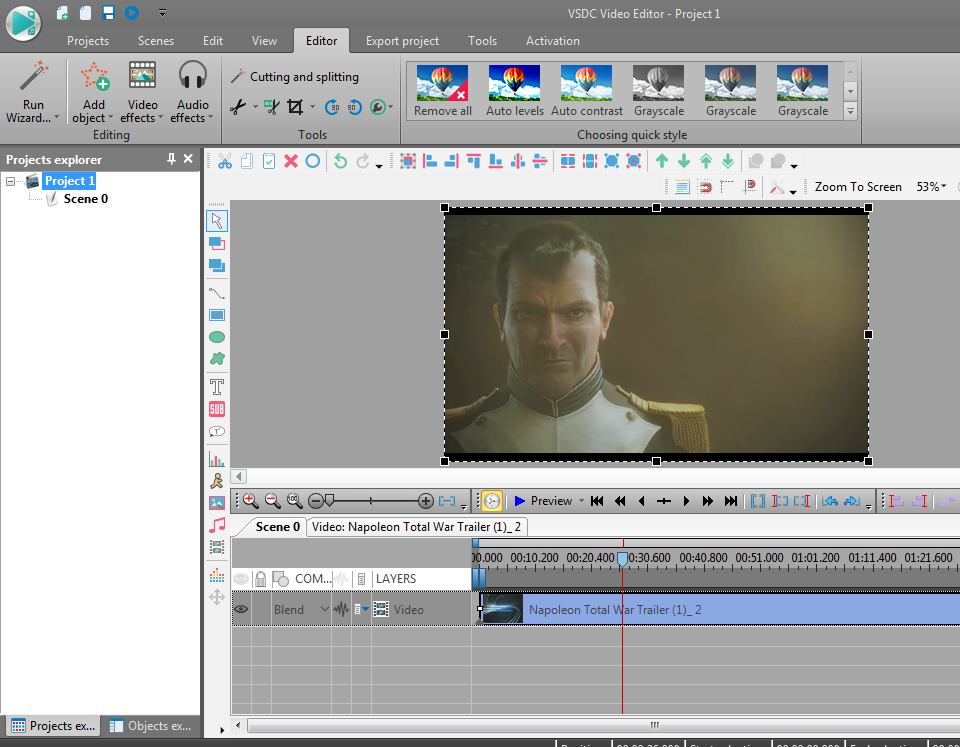 VSDC Video Editor - Project 1
Projects Scenes Edit View Editor Export project Tools Activation
Run Wizard...
Add object
Video effects
Audio effects
Editing
Cutting and splitting
Tools
Remove all Auto levels Auto contrast Grayscale Grayscale Grayscale
Choosing quick style
Projects explorer
Project 1
Scene 0
Zoom To Screen 53%
T
SUB
T
100
Preview
Scene 0 Video: Napoleon Total War Trailer (1)_ 2
00:10.200 00:20.400 0:30.600 00:40.800 00:51.000 01:01.200 01:11.400 01:21.600
COM... LAYERS
Blend Video Napoleon Total War Trailer (1)_ 2
Projects ex... Objects ex...